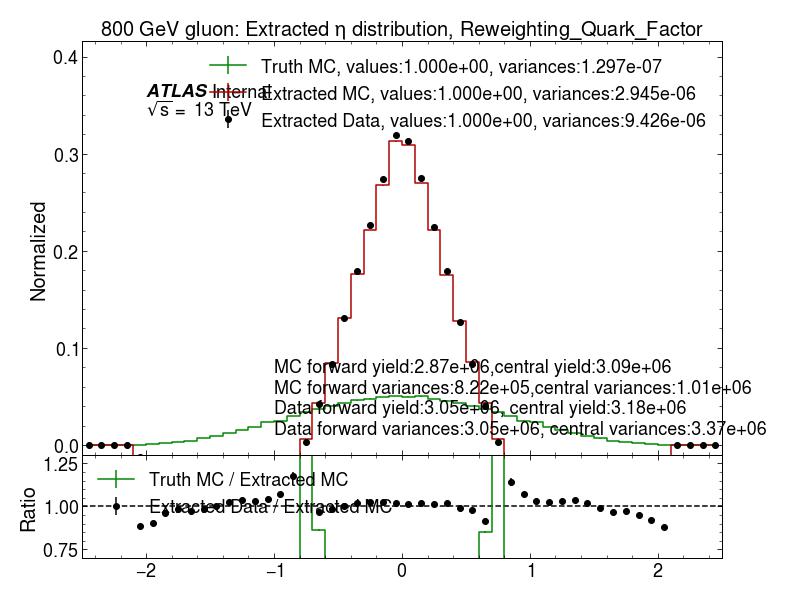 800 GeV gluon: Extracted η distribution, Reweighting_Quark_Factor
0.4
Truth MC, values:1.000e+00, variances:1.297e-07
ATLAS Internal
Extracted MC, values:1.000e+00, variances:2.945e-06
√s = 13 TeV
Extracted Data, values:1.000e+00, variances:9.426e-06
0.3
Normalized
0.2
0.1
MC forward yield:2.87e+06,central yield:3.09e+06
MC forward variances:8.22e+05,central variances:1.01e+06
Data forward yield:3.05e+06, central yield:3.18e+06
Data forward variances:3.05e+06, central variances:3.37e+06
0.0
1.25
Truth MC / Extracted MC
Ratio
1.00
Extracted Data / Extracted MC
0.75
−2 −1 0 1 2